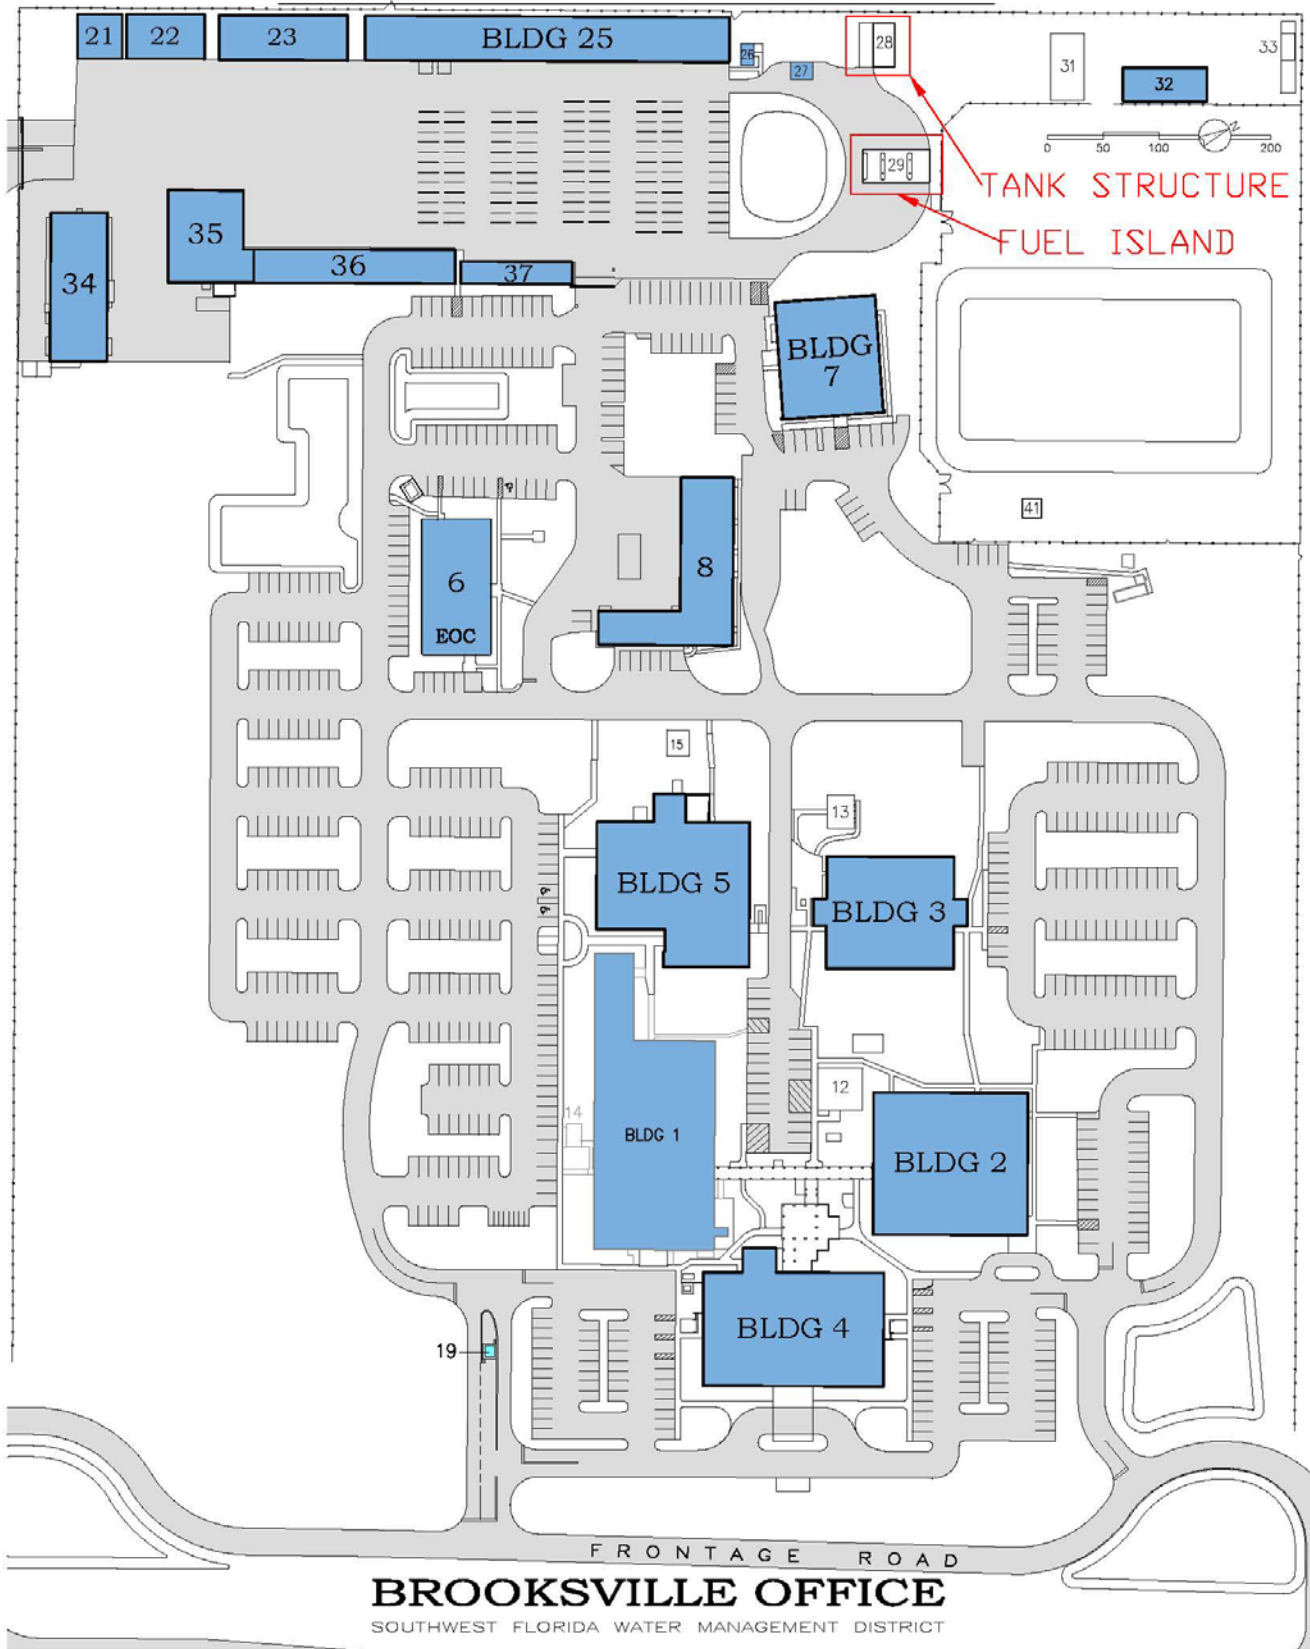 21
22
23
BLDG 25
26
27
28
31
32
33
0 50 100 200
N
29
TANK STRUCTURE
FUEL ISLAND
35
34
36
37
BLDG
7
41
6
EOC
8
15
13
BLDG 5
BLDG 3
12
14
BLDG 1
BLDG 2
BLDG 4
19
FRONTAGE ROAD
BROOKSVILLE OFFICE
SOUTHWEST FLORIDA WATER MANAGEMENT DISTRICT